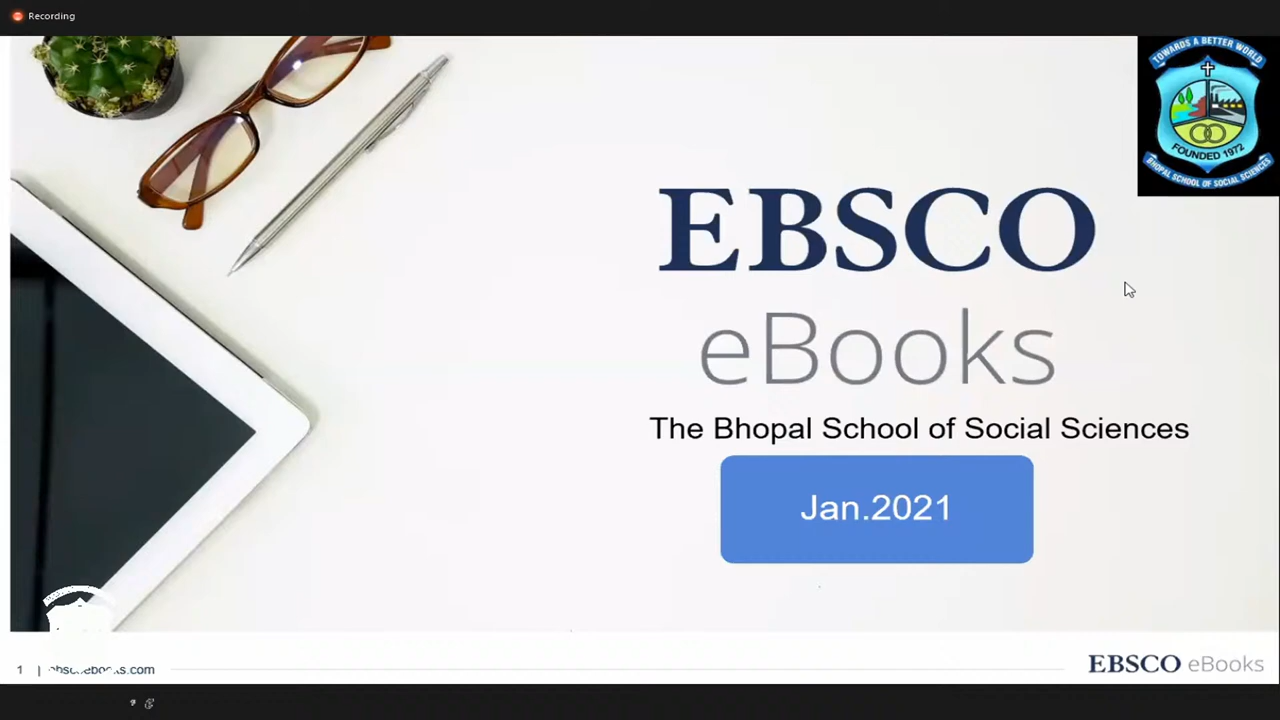 Recording
TOWARDS A BETTER WORLD
FOUNDED 1972
BHOPAL SCHOOL OF SOCIAL SCIENCES
EBSCO
eBooks
The Bhopal School of Social Sciences
Jan.2021
1 |
EBSCO eBooks